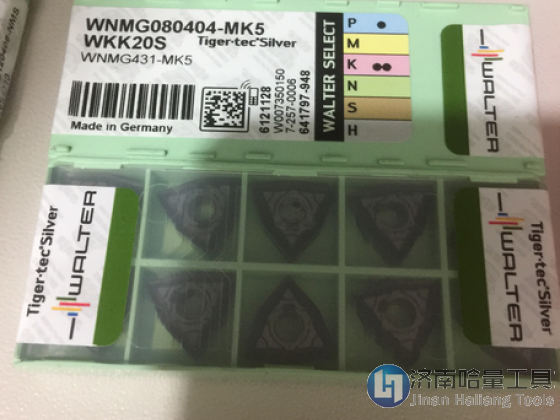 WNMG080404-MK5
WKK20S Tiger·tec®Silver
WNMG431-MK5
Made in Germany
6121128
W007350150
7-257-0006
641797-948
WALTER SELECT
P
M
K
N
S
H
WALTER
Tiger·tec®Silver
WALTER
Tiger·tec®Silver
WALTER
济南哈量工具
Jinan Haliang Tools